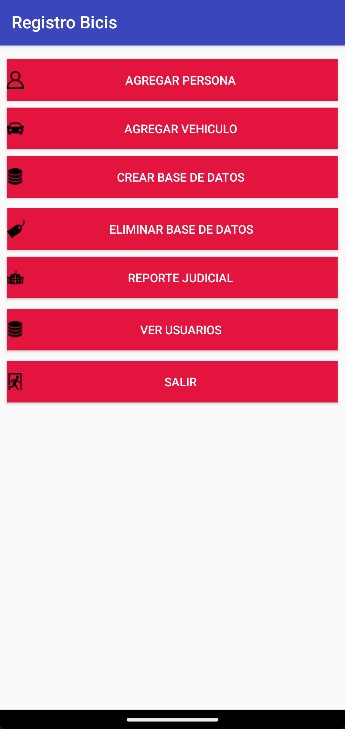 Registro Bicis
AGREGAR PERSONA
AGREGAR VEHICULO
CREAR BASE DE DATOS
ELIMINAR BASE DE DATOS
REPORTE JUDICIAL
VER USUARIOS
SALIR